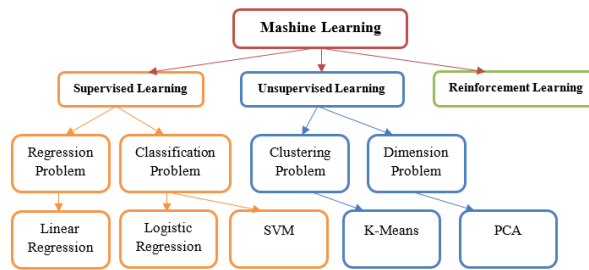 Mashine Learning
Supervised Learning
Unsupervised Learning
Reinforcement Learning
Regression
Problem
Classification
Problem
Clustering
Problem
Dimension
Problem
Linear
Regression
Logistic
Regression
SVM
K-Means
PCA